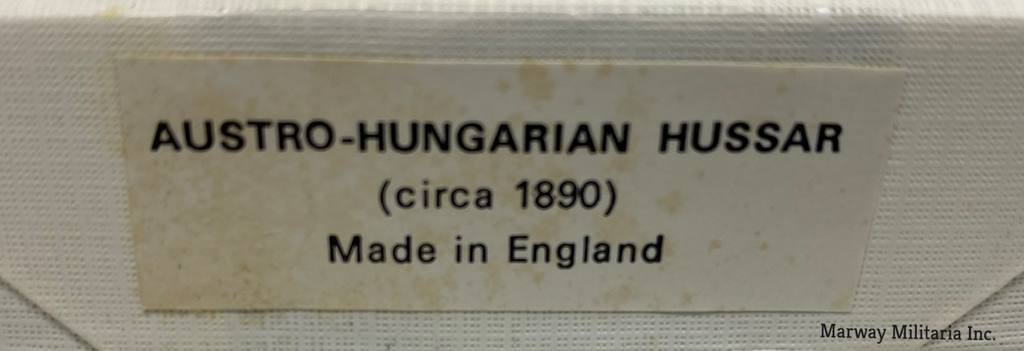 AUSTRO-HUNGARIAN HUSSAR
(circa 1890)
Made in England
Marway Militaria Inc.